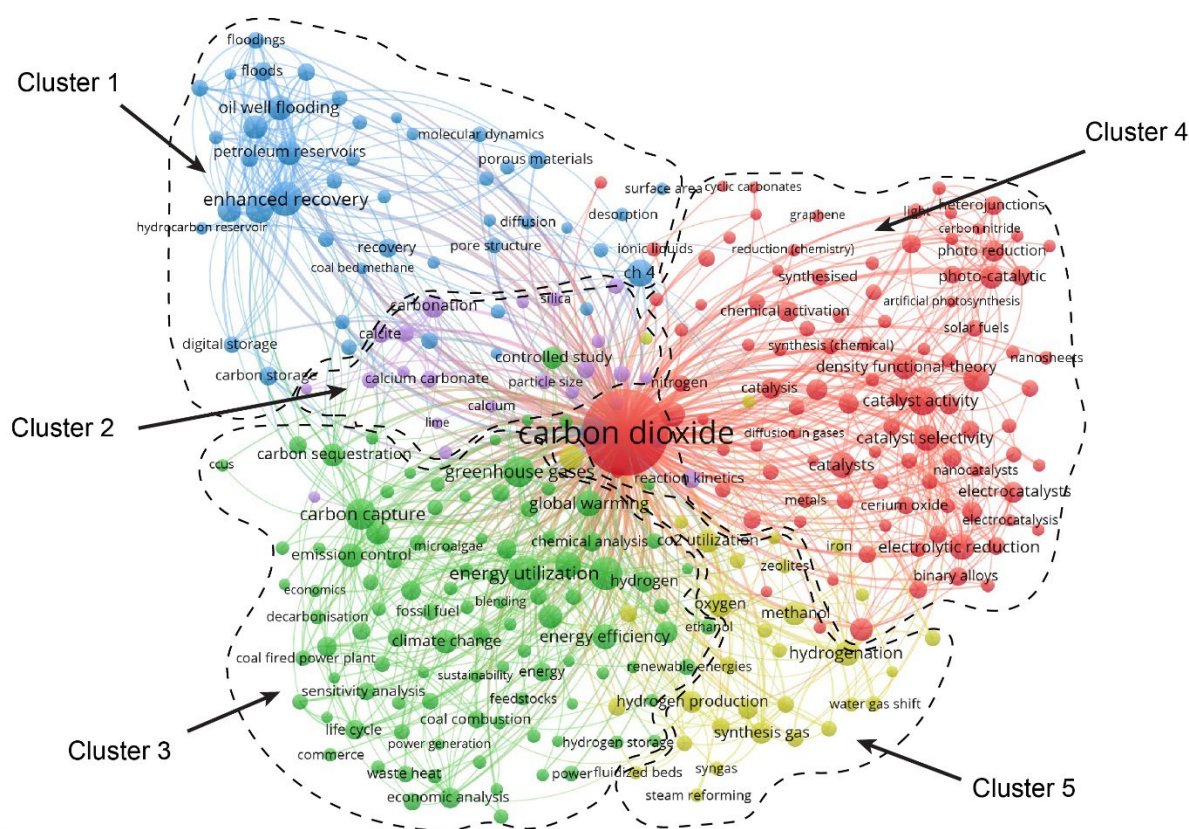 floodings
floods
Cluster 1
oil well flooding
molecular dynamics
Cluster 4
petroleum reservoirs
porous materials
enhanced recovery
surface area
cyclic carbonates
light
heterojunctions
hydrocarbon reservoir
diffusion
desorption
graphene
carbon nitride
recovery
pore structure
ionic liquids
reduction (chemistry)
photo reduction
coal bed methane
ch 4
synthesised
photo-catalytic
carbonation
silica
chemical activation
artificial photosynthesis
calcite
solar fuels
digital storage
controlled study
synthesis (chemical)
nanosheets
carbon storage
calcium carbonate
particle size
nitrogen
catalysis
density functional theory
Cluster 2
calcium
catalyst activity
lime
carbon dioxide
diffusion in gases
catalyst selectivity
ccus
carbon sequestration
greenhouse gases
reaction kinetics
catalysts
nanocatalysts
carbon capture
global warming
metals
cerium oxide
electrocatalysts
emission control
microalgae
chemical analysis
co2 utilization
iron
electrocatalysis
electrolytic reduction
economics
energy utilization
hydrogen
zeolites
binary alloys
decarbonisation
fossil fuel
blending
oxygen
methanol
climate change
energy efficiency
ethanol
hydrogenation
coal fired power plant
sustainability
energy
renewable energies
sensitivity analysis
feedstocks
hydrogen production
water gas shift
Cluster 3
life cycle
coal combustion
synthesis gas
commerce
power generation
hydrogen storage
waste heat
power
fluidized beds
syngas
Cluster 5
economic analysis
steam reforming